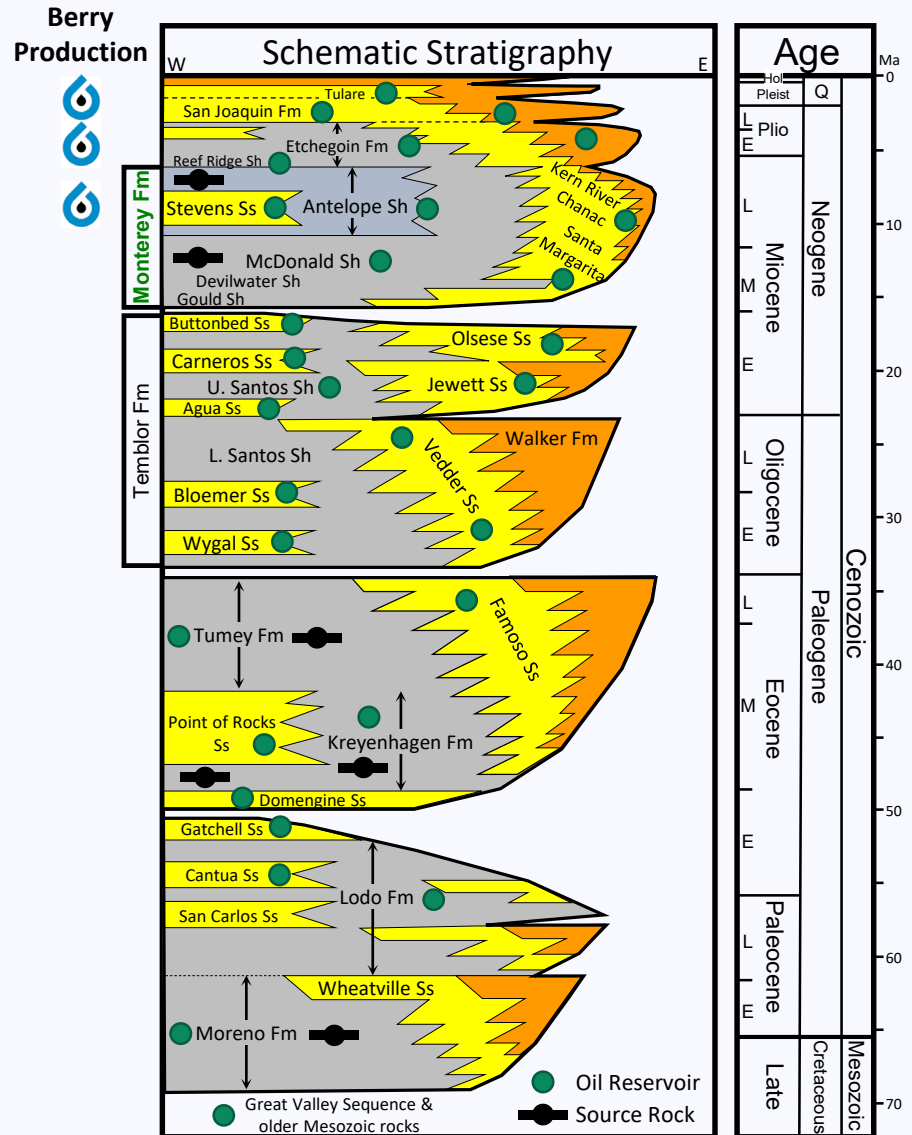 Berry
Production
Schematic Stratigraphy
W
E
Age
Ma
Tulare
San Joaquin Fm
Etchegoin Fm
Reef Ridge Sh
Monterey Fm
Stevens Ss
Antelope Sh
Kern River
Chanac
Santa
Margarita
McDonald Sh
Devilwater Sh
Gould Sh
Temblor Fm
Buttonbed Ss
Olsese Ss
Carneros Ss
U. Santos Sh
Jewett Ss
Agua Ss
L. Santos Sh
Walker Fm
Vedder Ss
Bloemer Ss
Wygal Ss
Tumey Fm
Famoso Ss
Point of Rocks
Ss
Kreyenhagen Fm
Domengine Ss
Gatchell Ss
Cantua Ss
Lodo Fm
San Carlos Ss
Wheatville Ss
Moreno Fm
Great Valley Sequence &
older Mesozoic rocks
Oil Reservoir
Source Rock
Hol
Pleist
Q
L
E
Plio
L
M
E
Miocene
Neogene
L
E
Oligocene
L
M
E
Eocene
Paleogene
Cenozoic
L
E
Paleocene
Late
Cretaceous
Mesozoic
0
10
20
30
40
50
60
70